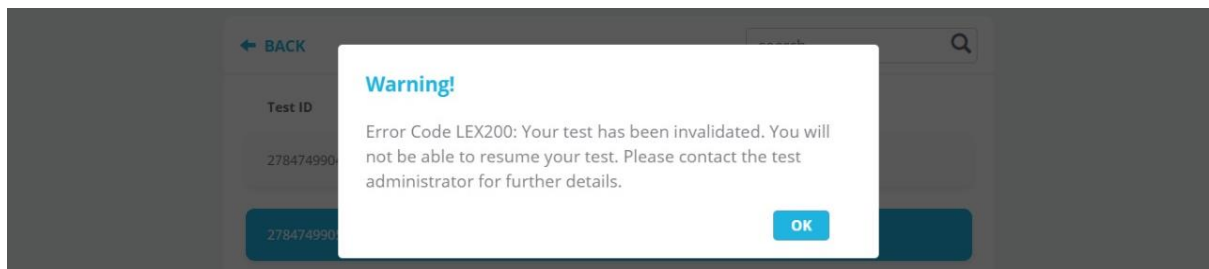 BACK
search
Warning!
Test ID
Error Code LEX200: Your test has been invalidated. You will
not be able to resume your test. Please contact the test
administrator for further details.
OK